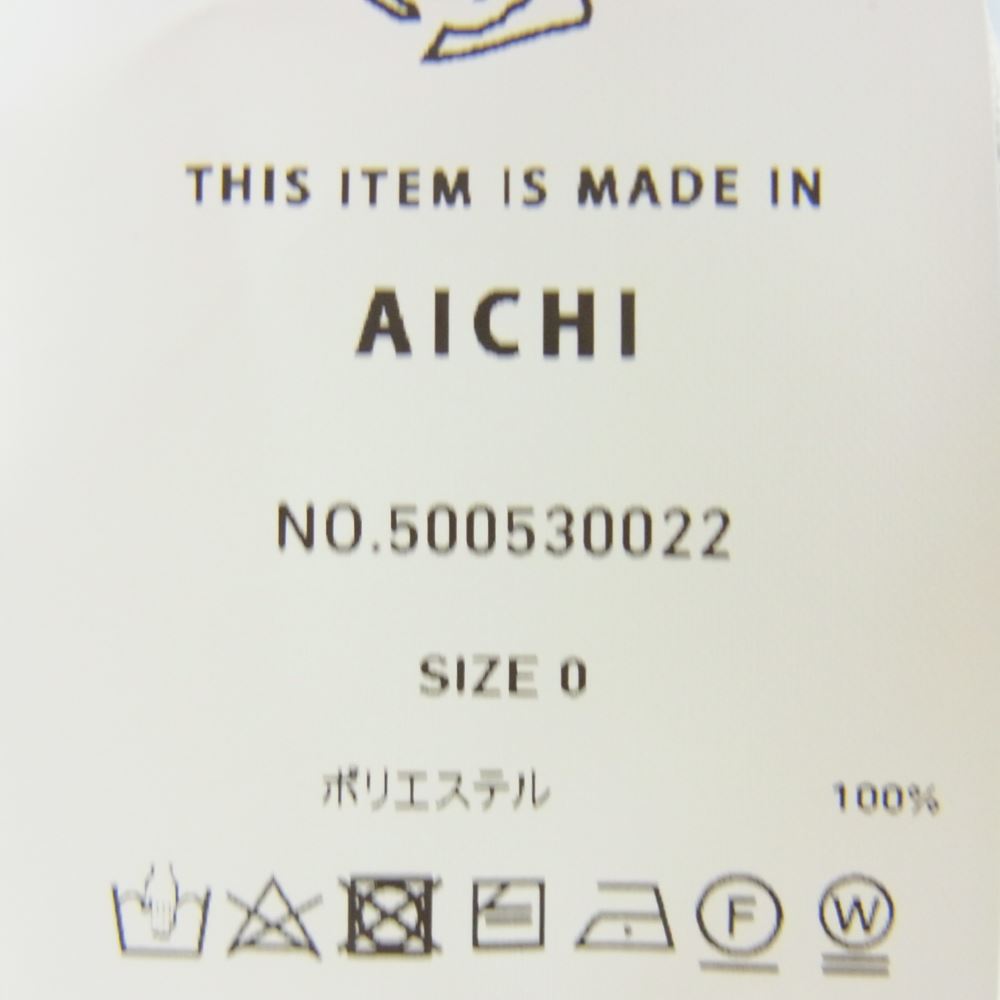 THIS ITEM IS MADE IN
AICHI
NO.500530022
SIZE 0
ポリエステル 100%
F W